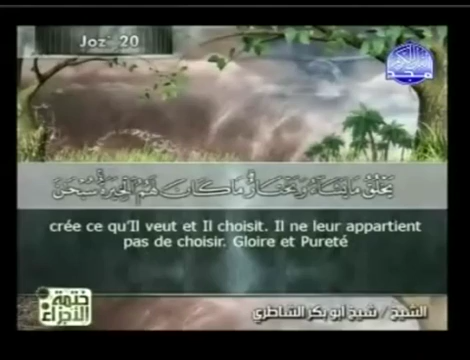 Joz' 20
مجد
يَخْلُقُ مَا يَشَاءُ وَيَخْتَارُ مَا كَانَ لَهُمُ الْخِيَرَةُ سُبْحَنَ
crée ce qu'Il veut et Il choisit. Il ne leur appartient
pas de choisir. Gloire et Pureté
ختمة
الأجزاء
الشيخ / شيخ أبو بكر الشاطري